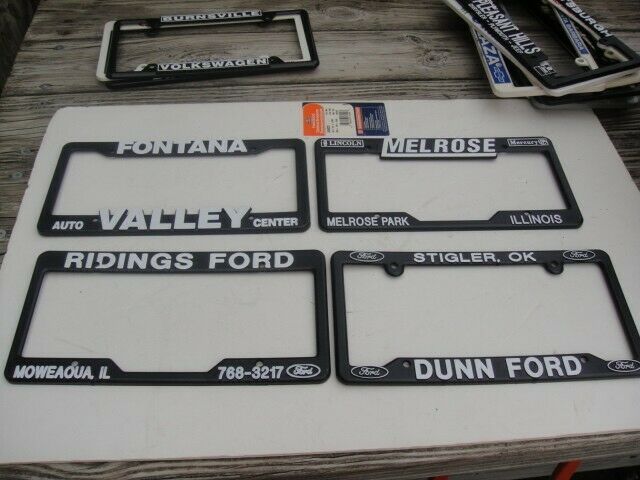 BURNSVILLE
VOLKSWAGEN
PLEASANT HILLS
FONTANA
AUTO VALLEY CENTER
LINCOLN MELROSE Mercury
MELROSE PARK ILLINOIS
RIDINGS FORD
MOWEAQUA, IL 768-3217 Ford
Ford STIGLER, OK Ford
Ford DUNN FORD Ford